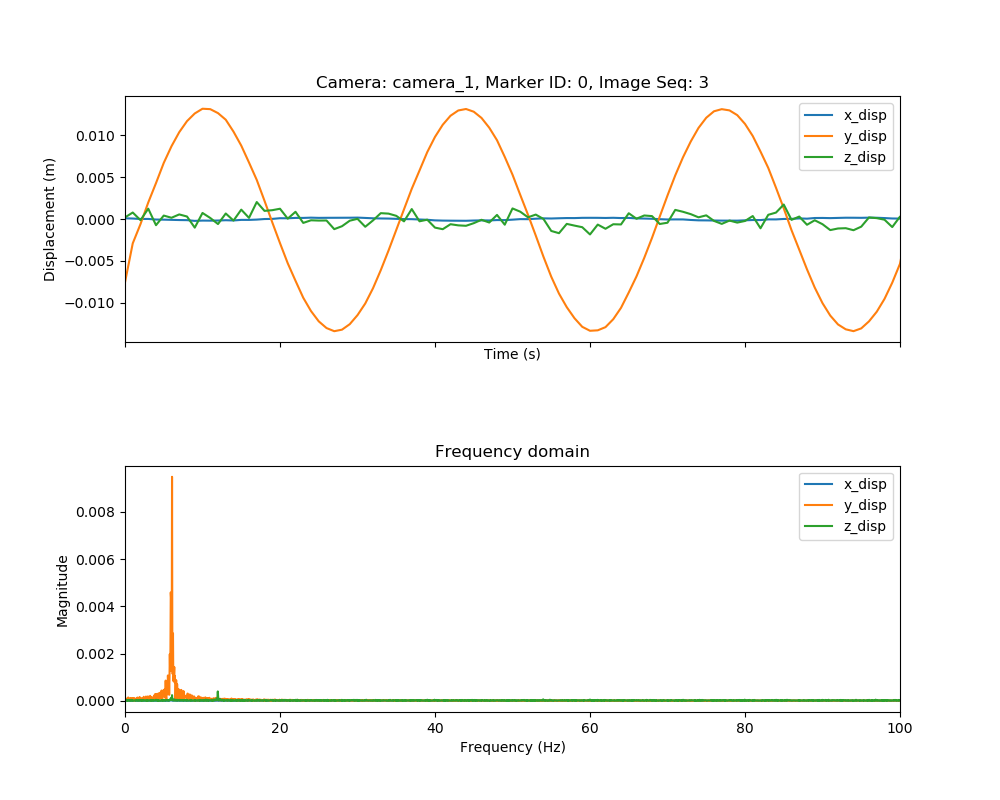 Camera: camera_1, Marker ID: 0, Image Seq: 3
x_disp
y_disp
z_disp
0.010
0.005
0.000
−0.005
−0.010
Displacement (m)
Time (s)
Frequency domain
x_disp
y_disp
z_disp
0.008
0.006
0.004
0.002
0.000
Magnitude
0 20 40 60 80 100
Frequency (Hz)